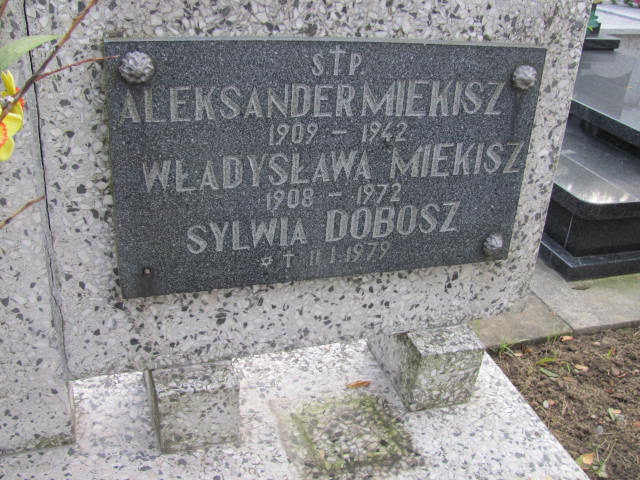 Ś†P.
ALEKSANDER MIEKISZ
1909 – 1942
WŁADYSŁAWA MIEKISZ
1908 – 1972
SYLWIA DOBOSZ
* † 11.1.1979